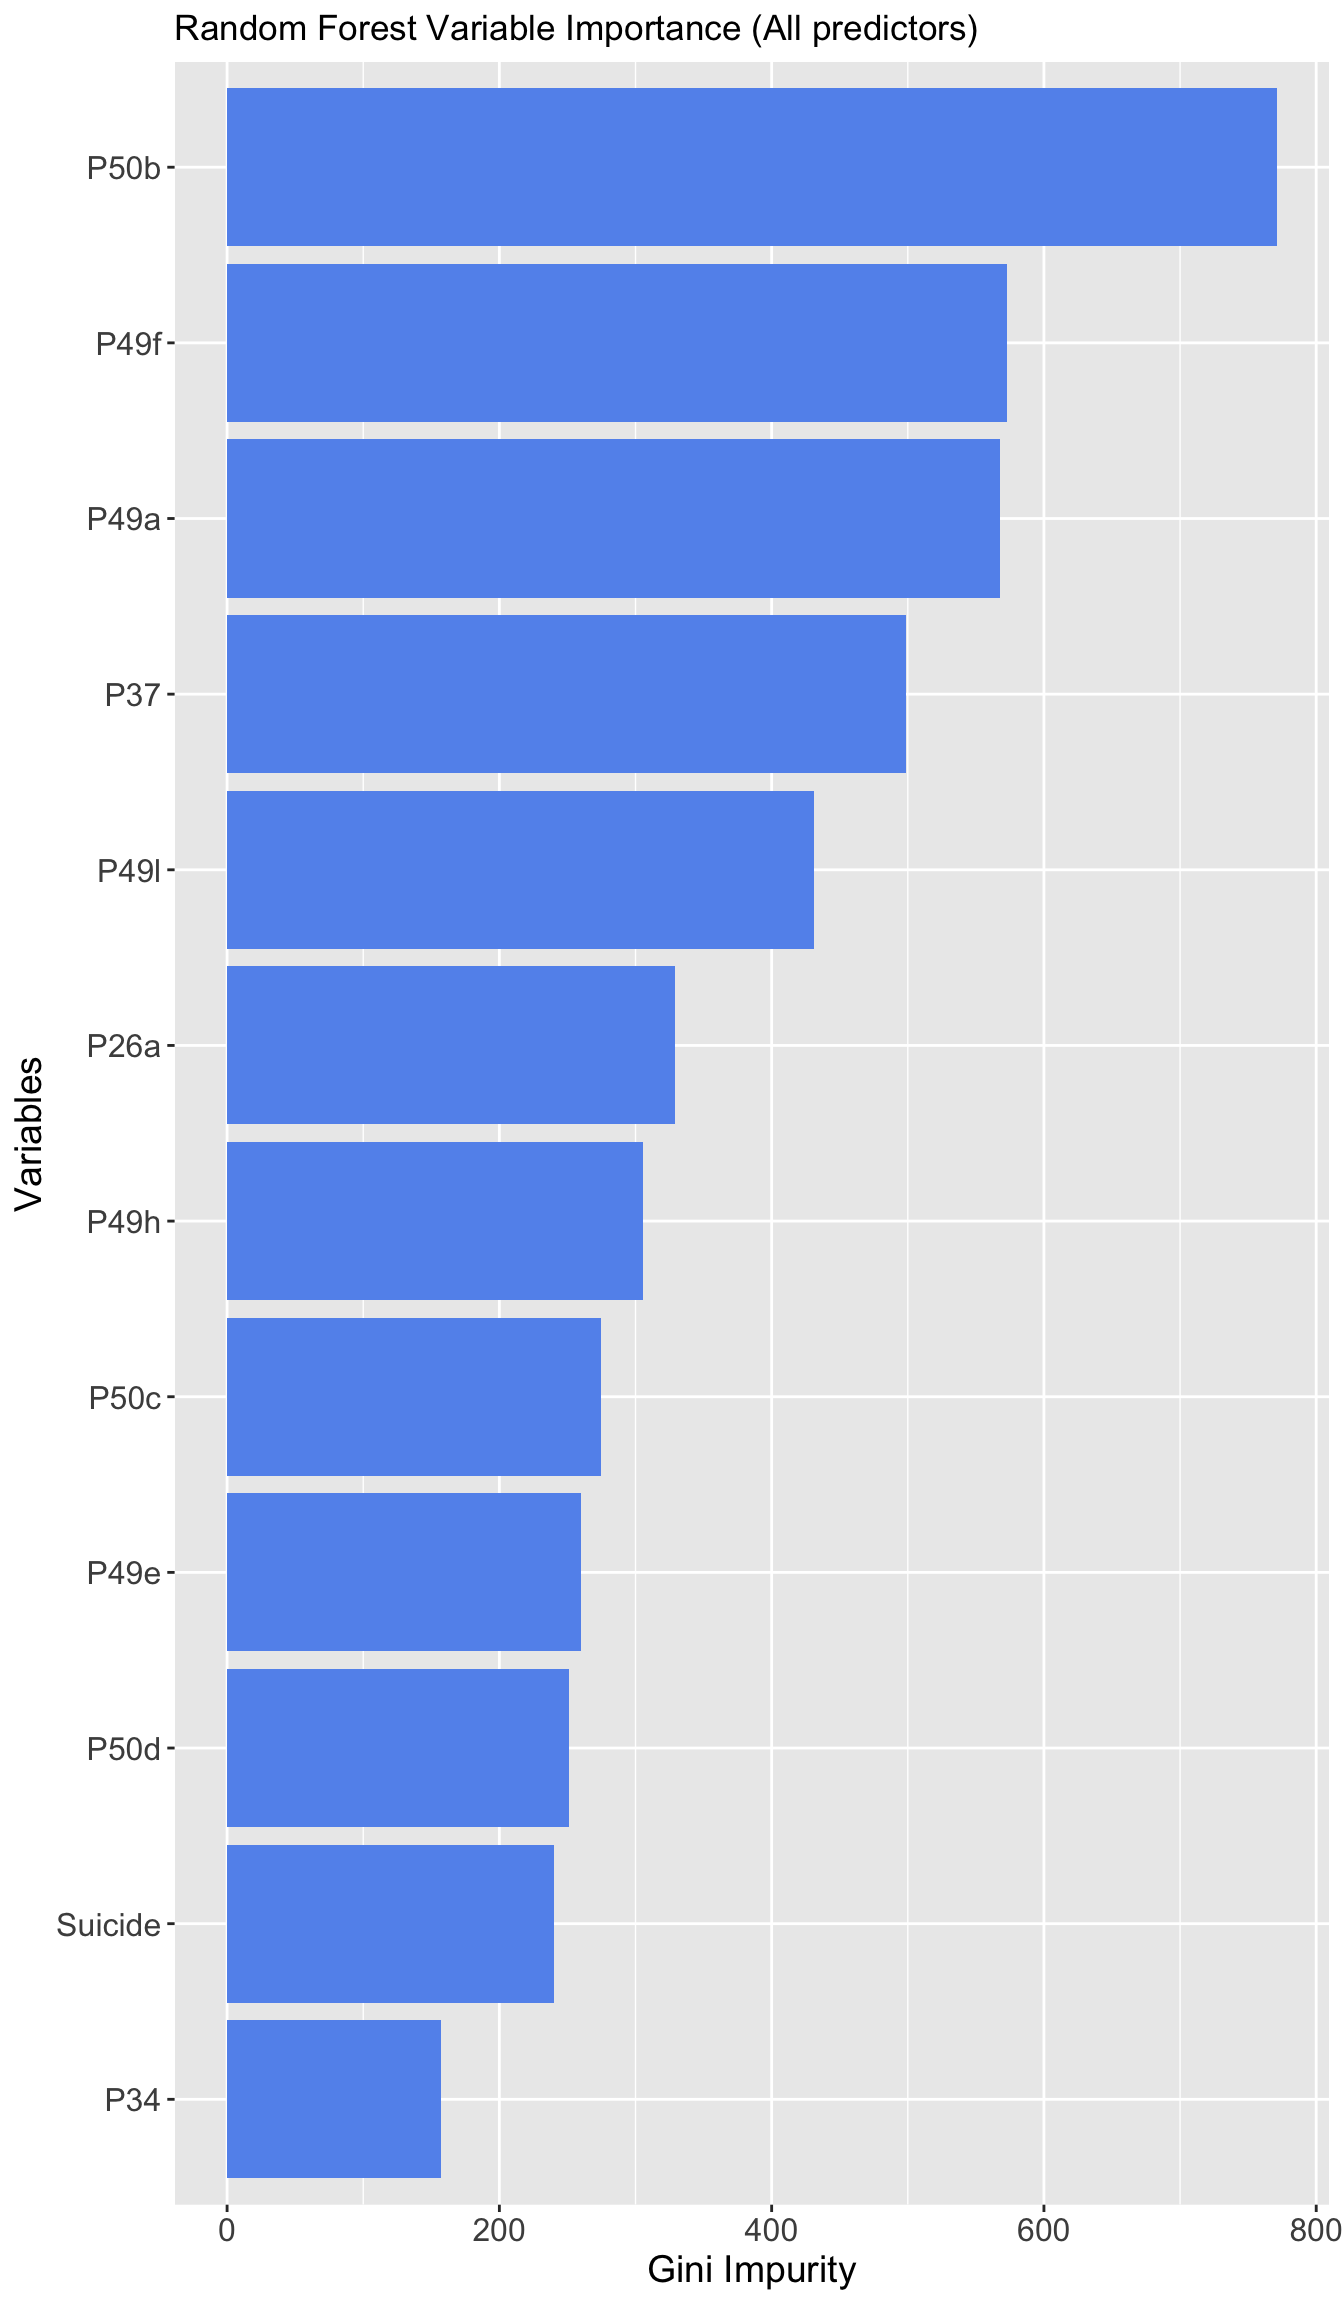 Random Forest Variable Importance (All predictors)
P50b
P49f
P49a
P37
P49l
P26a
P49h
P50c
P49e
P50d
Suicide
P34
Variables
0 200 400 600 800
Gini Impurity